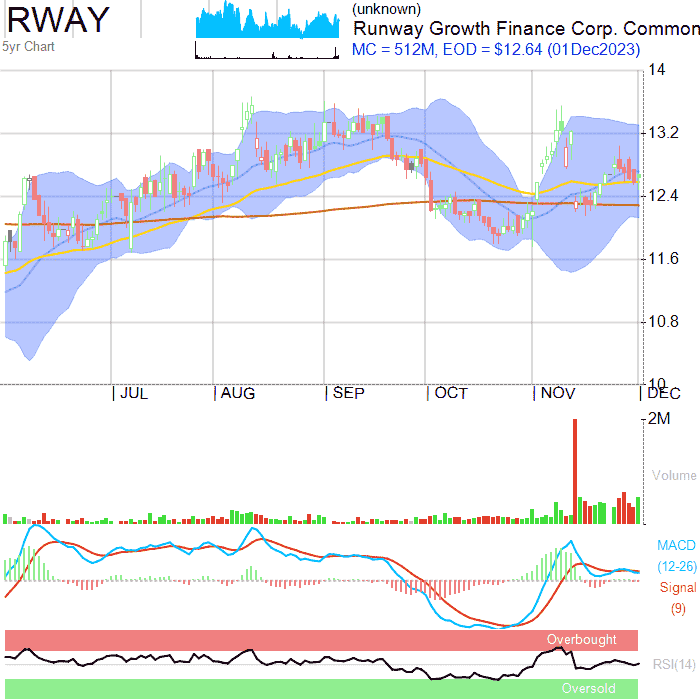 RWAY
5yr Chart
(unknown)
Runway Growth Finance Corp. Common
MC = 512M, EOD = $12.64 (01Dec2023)
14
13.2
12.4
11.6
10.8
10
JUL AUG SEP OCT NOV DEC
2M
Volume
MACD
(12-26)
Signal
(9)
Overbought
RSI(14)
Oversold